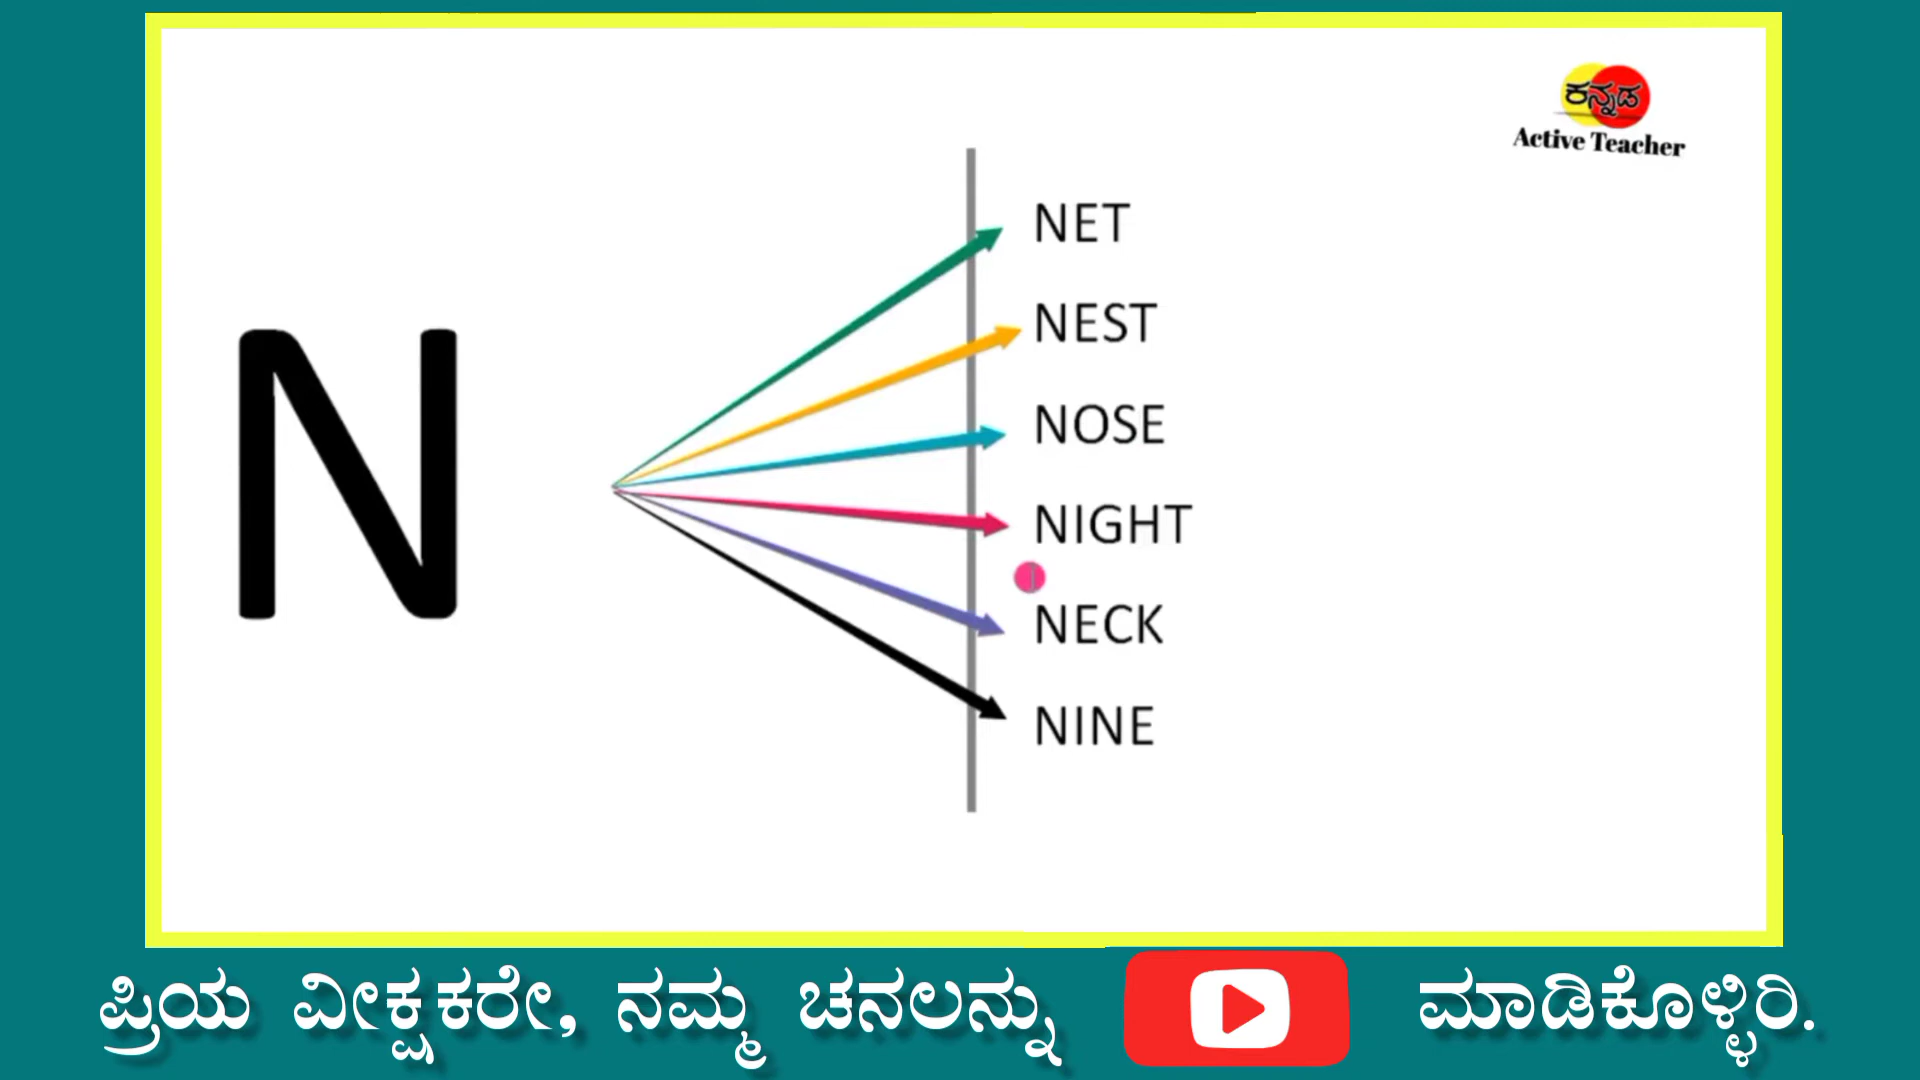 ಕನ್ನಡ
Active Teacher
N
NET
NEST
NOSE
NIGHT
NECK
NINE
ಪ್ರಿಯ ವೀಕ್ಷಕರೇ, ನಮ್ಮ ಚನಲನ್ನು ಮಾಡಿಕೊಳ್ಳಿರಿ.